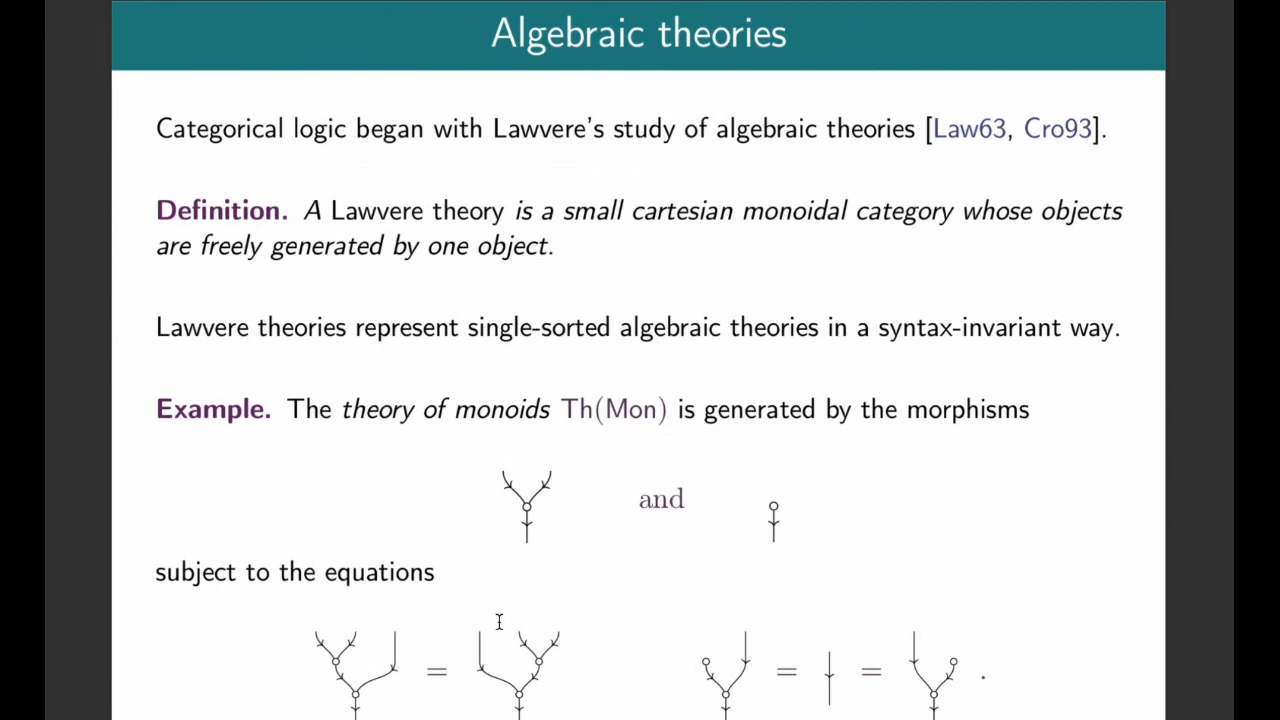 Algebraic theories
Categorical logic began with Lawvere's study of algebraic theories [Law63, Cro93].
Definition. A Lawvere theory is a small cartesian monoidal category whose objects
are freely generated by one object.
Lawvere theories represent single-sorted algebraic theories in a syntax-invariant way.
Example. The theory of monoids Th(Mon) is generated by the morphisms
and
subject to the equations
= = = .